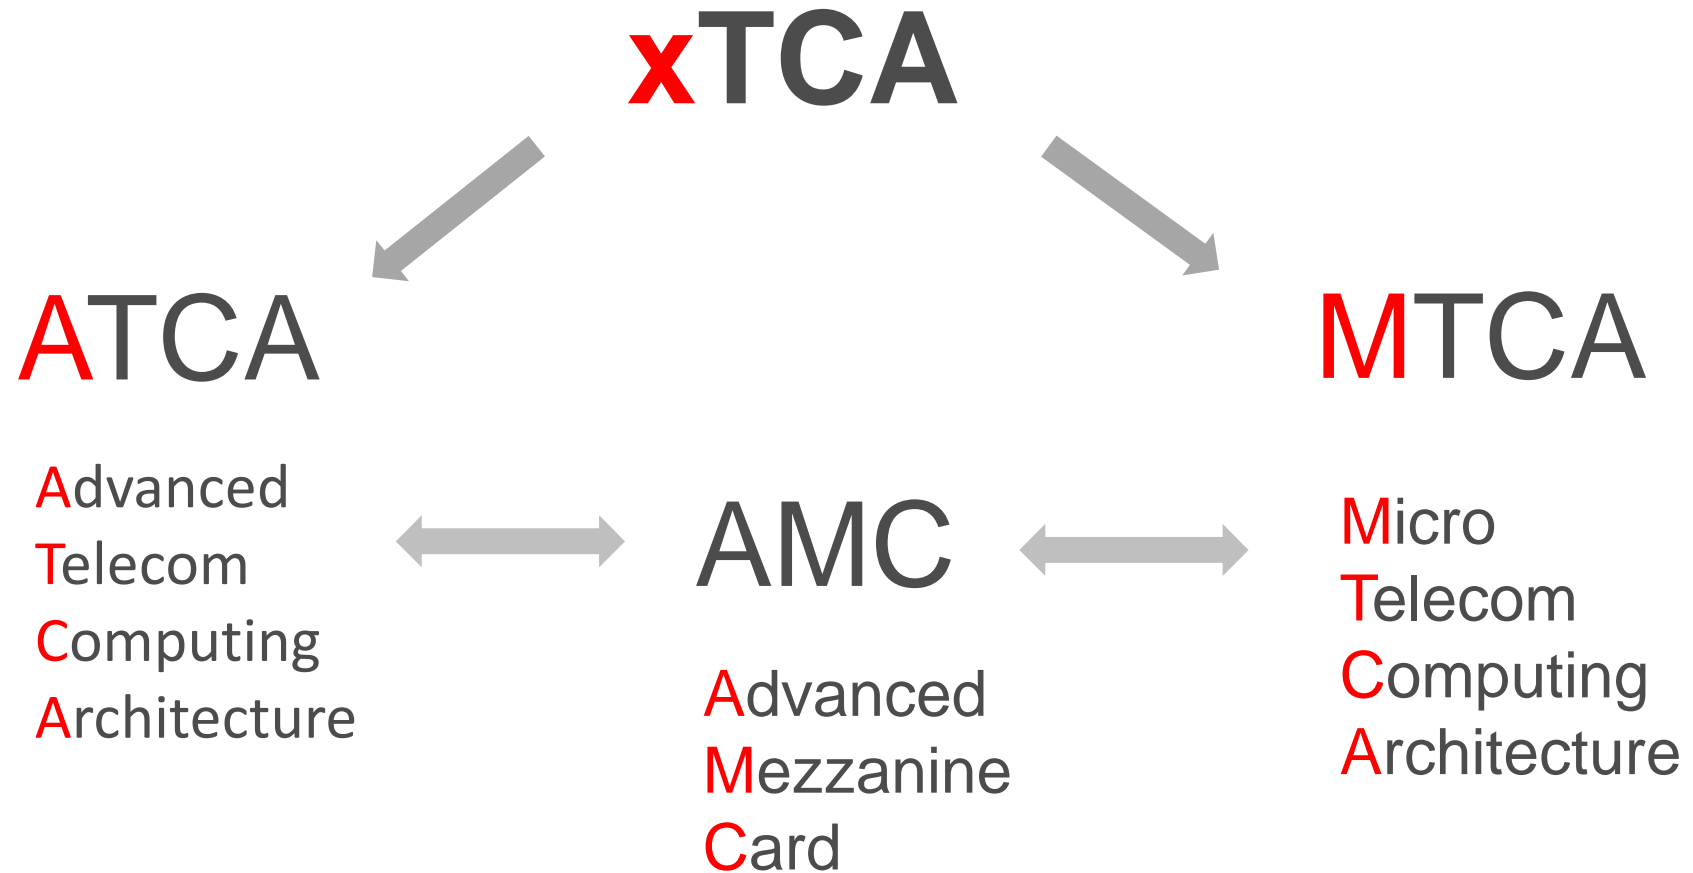 xTCA
ATCA
Advanced
Telecom
Computing
Architecture
AMC
Advanced
Mezzanine
Card
MTCA
Micro
Telecom
Computing
Architecture